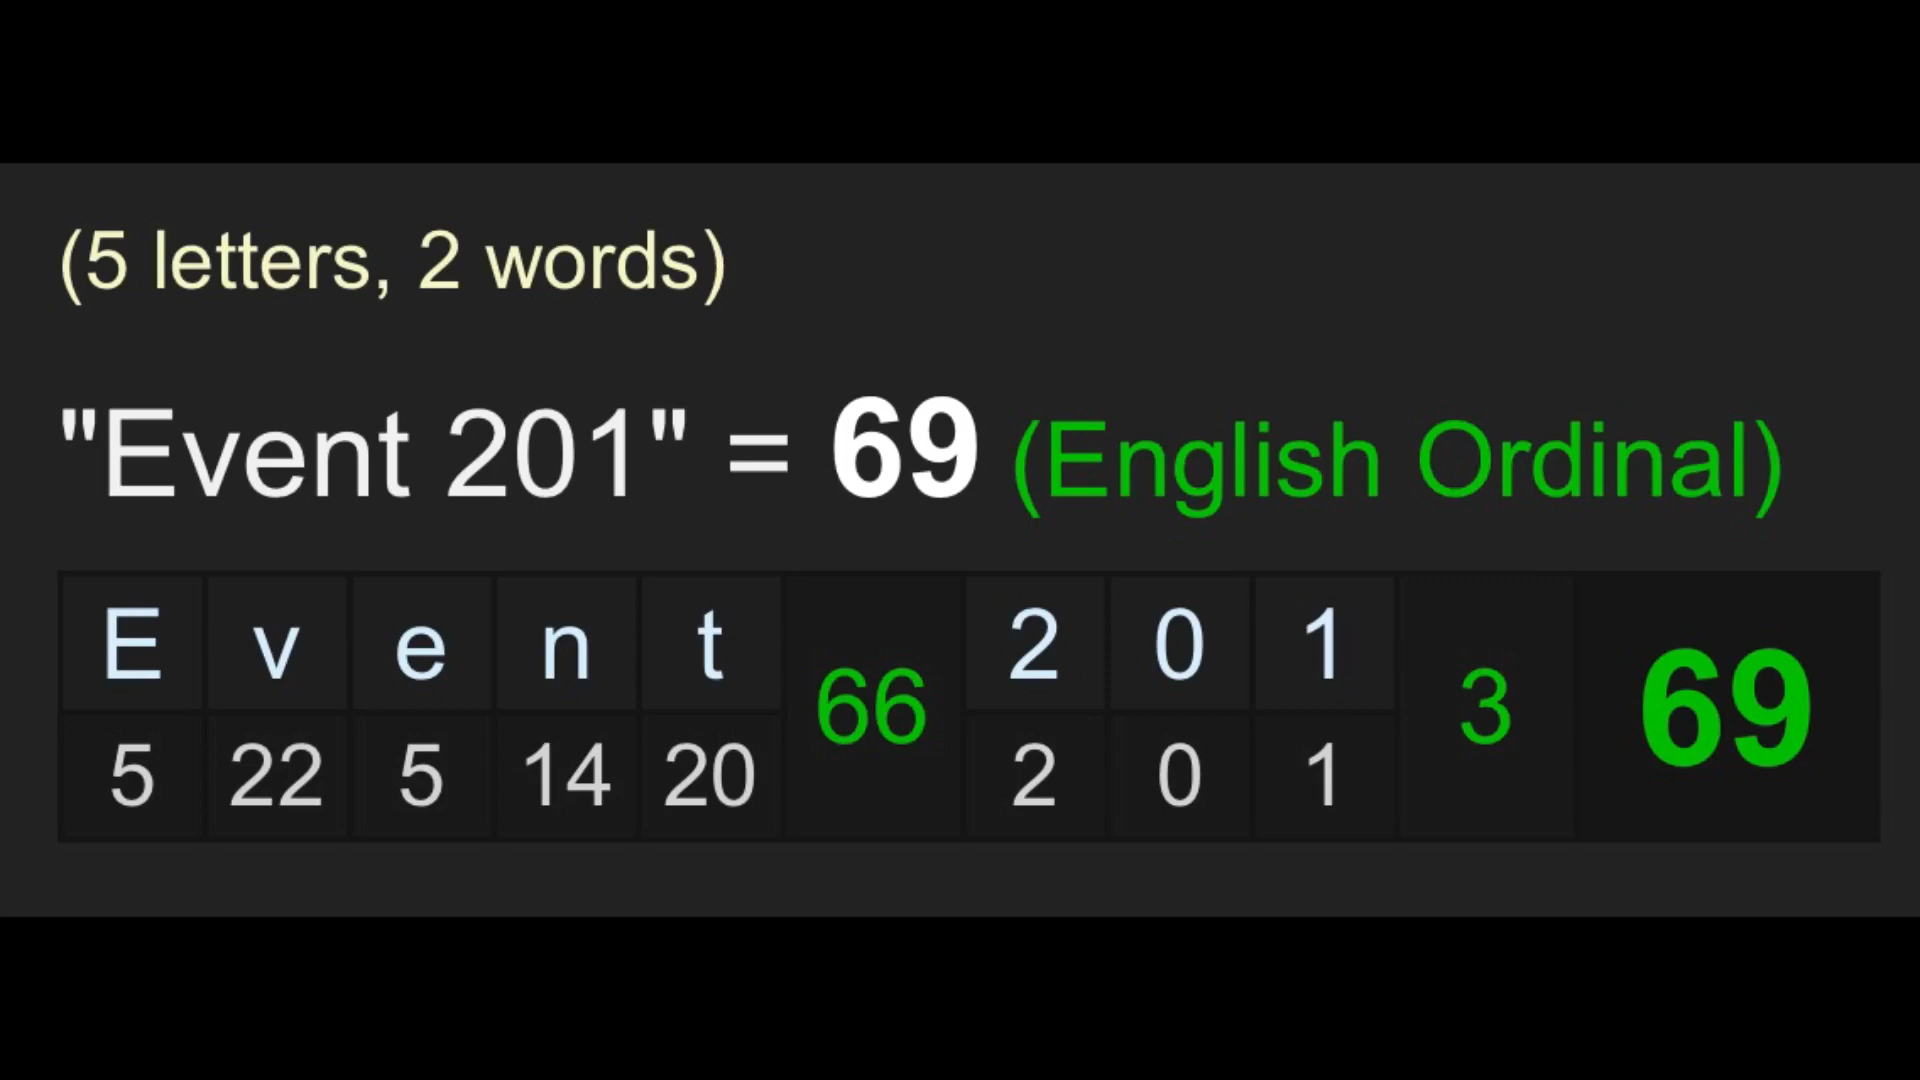 (5 letters, 2 words)
"Event 201" = 69 (English Ordinal)
E v e n t 66 2 0 1 3 69
5 22 5 14 20 2 0 1